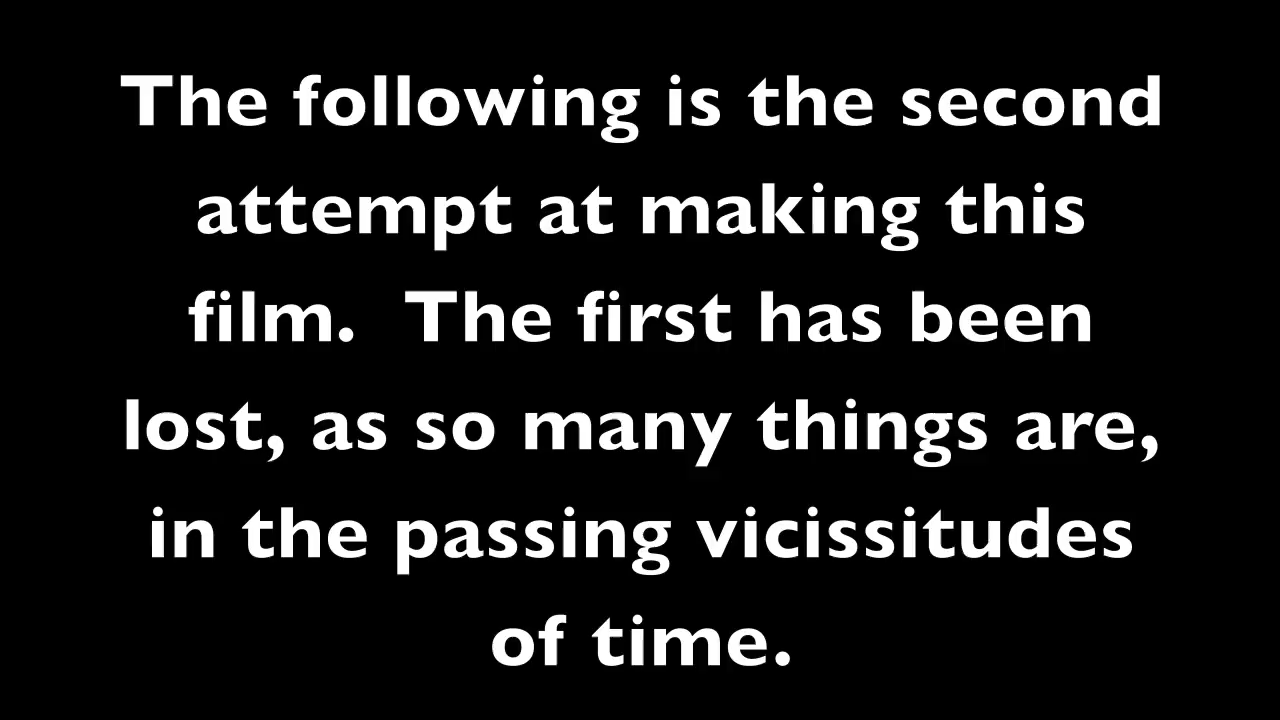 The following is the second
attempt at making this
film.  The first has been
lost, as so many things are,
in the passing vicissitudes
of time.